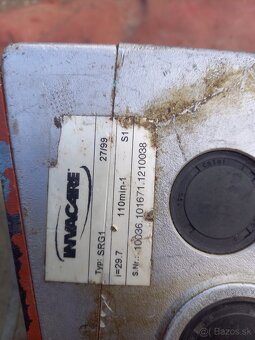 INVACARE
TYP: SRG1 27/99
i=29.7 110min-1 S1
S.Nr.: 10036.101671.1210038
bazos.sk